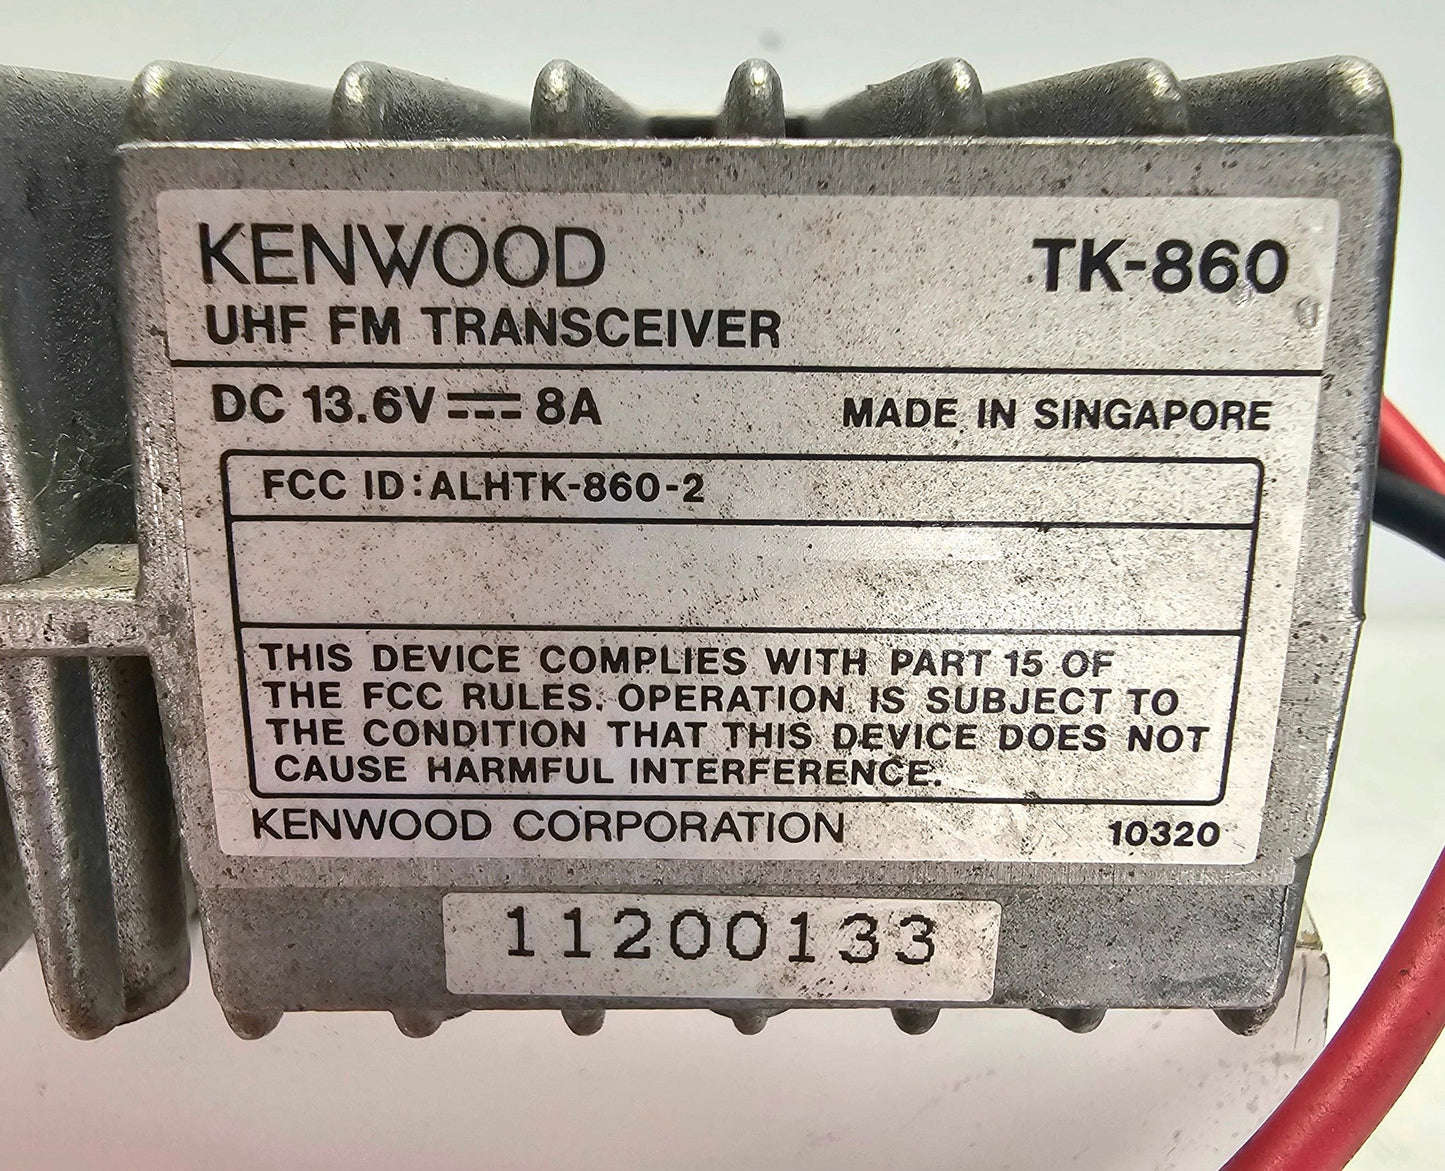 KENWOOD TK-860
UHF FM TRANSCEIVER
DC 13.6V⎓8A MADE IN SINGAPORE
FCC ID:ALHTK-860-2
THIS DEVICE COMPLIES WITH PART 15 OF
THE FCC RULES. OPERATION IS SUBJECT TO
THE CONDITION THAT THIS DEVICE DOES NOT
CAUSE HARMFUL INTERFERENCE.
KENWOOD CORPORATION 10320
11200133